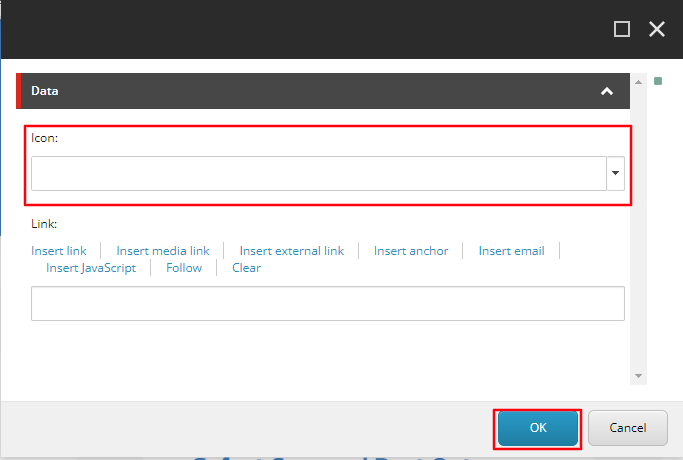 Data
Icon:
Link:
Insert link Insert media link Insert external link Insert anchor Insert email
Insert JavaScript Follow Clear
OK Cancel